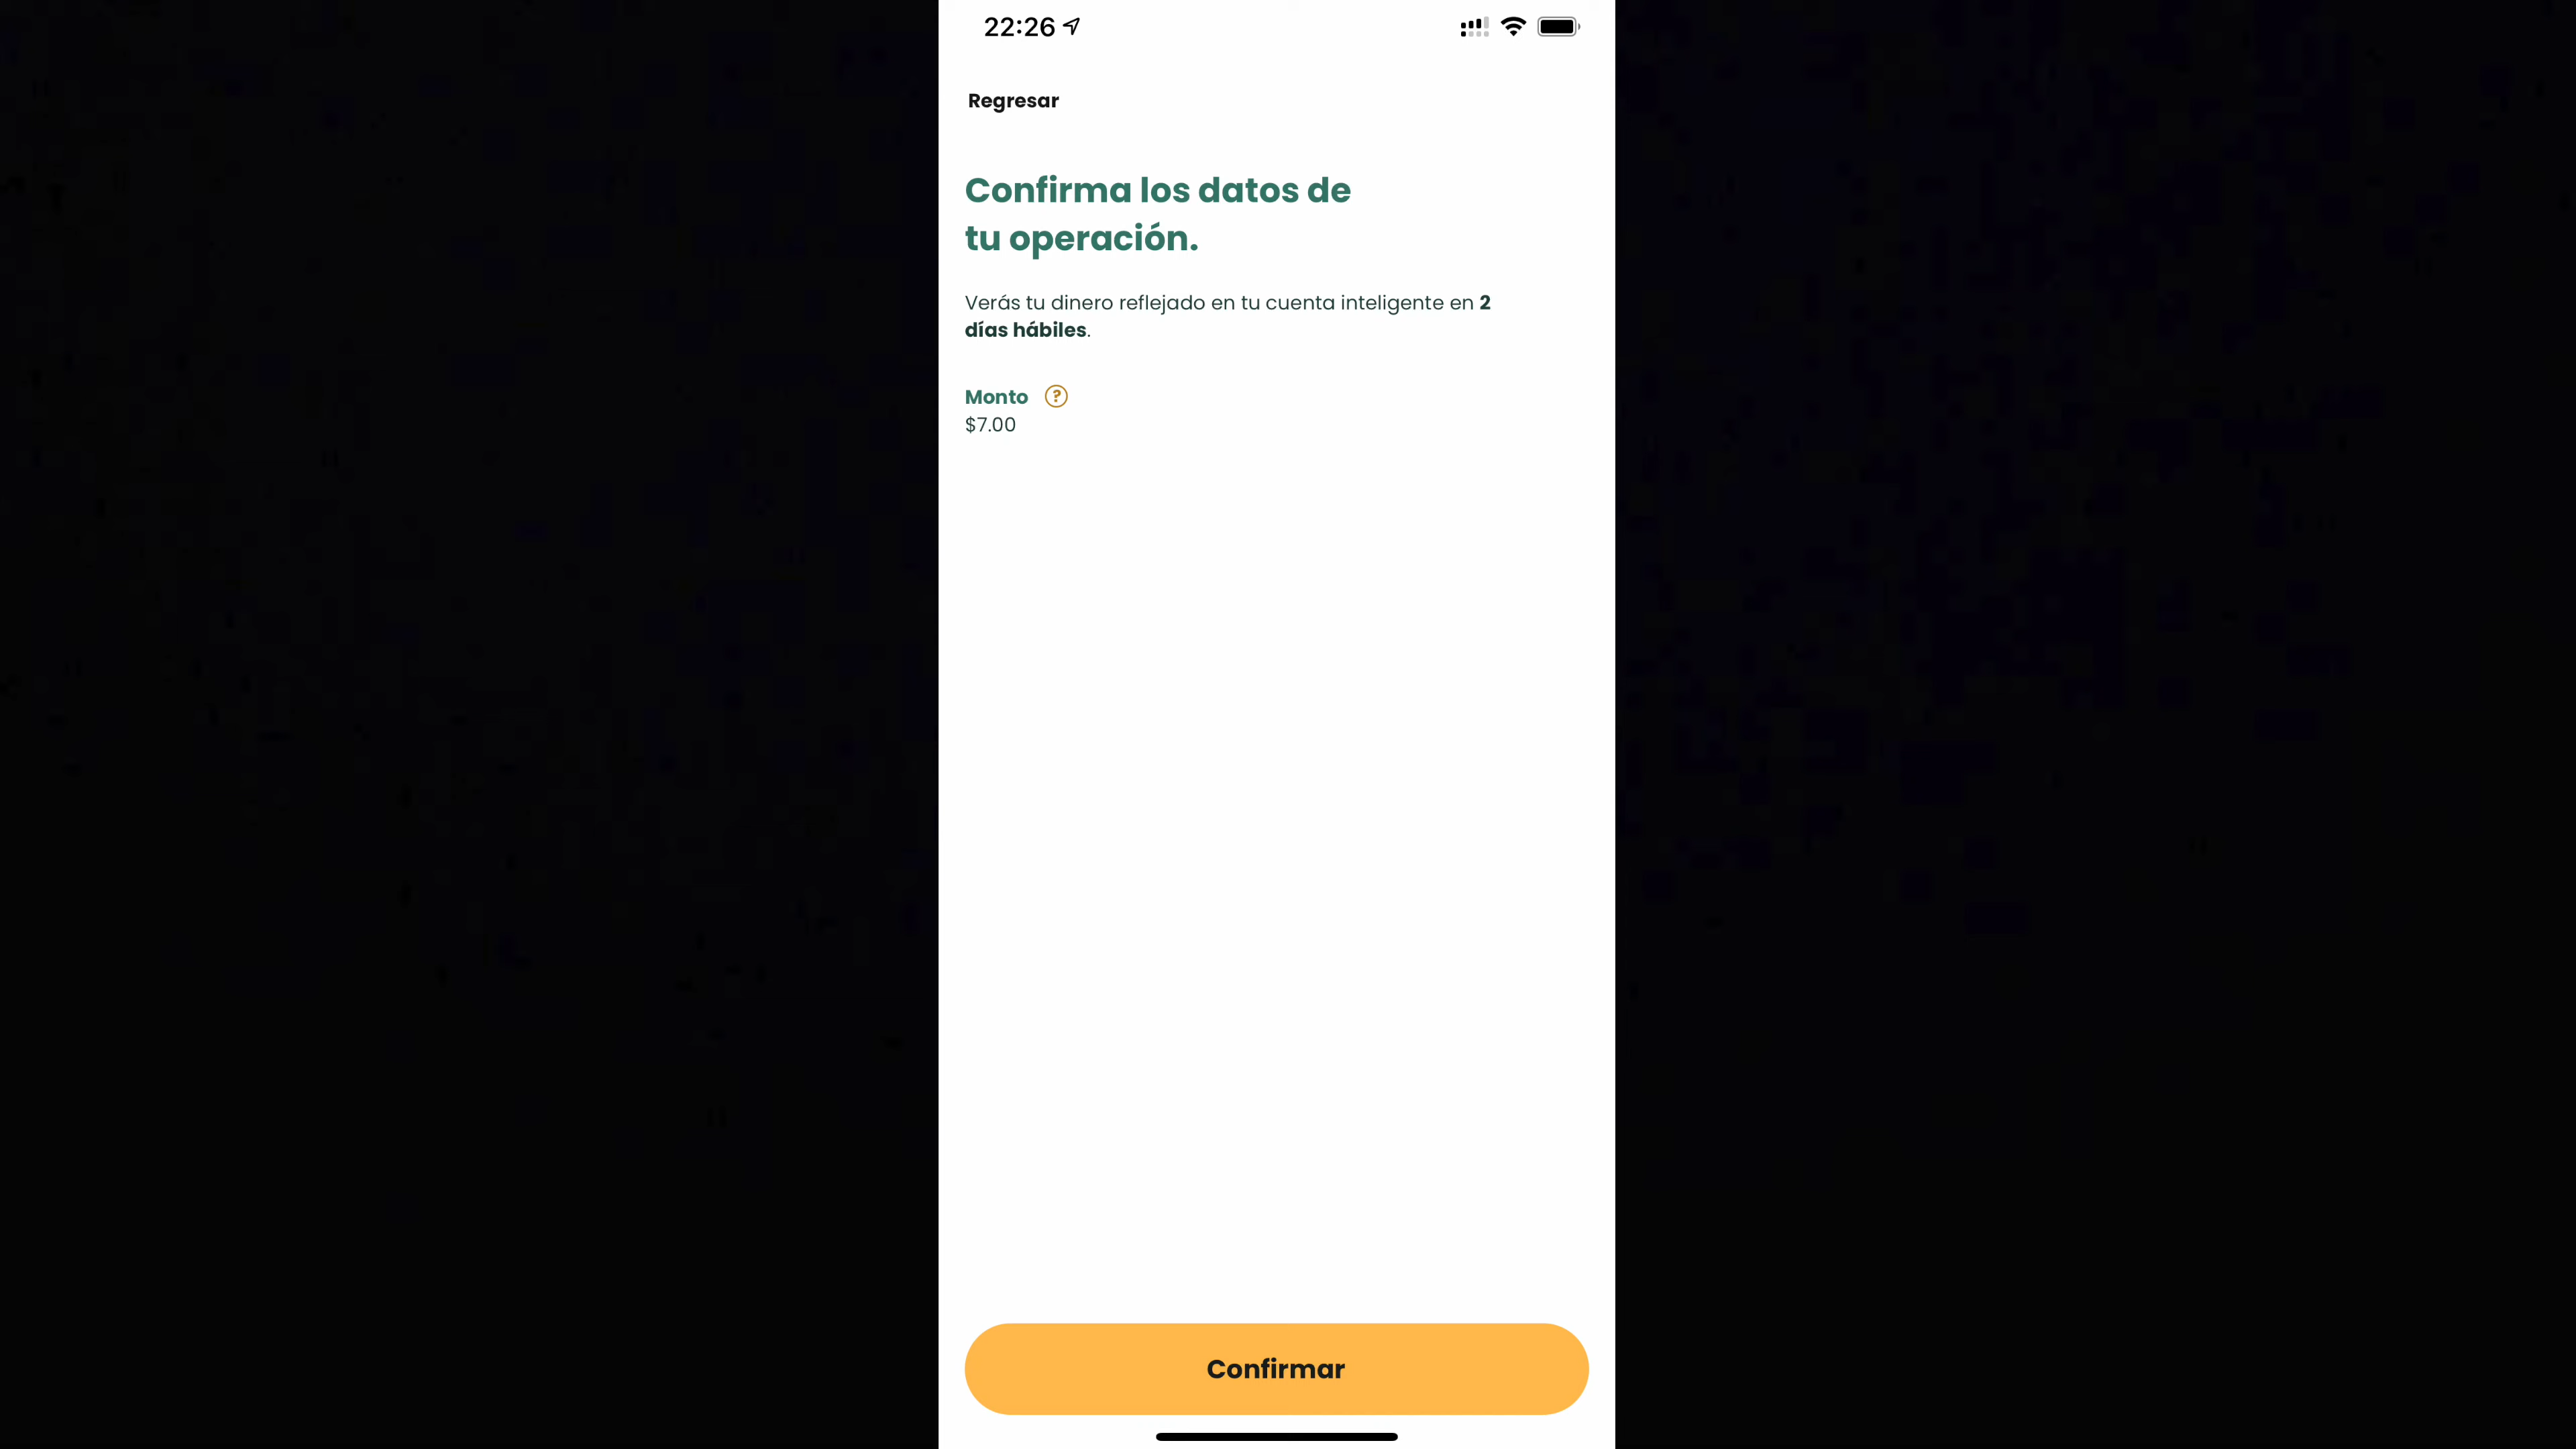 22:26
Regresar
Confirma los datos de
tu operación.
Verás tu dinero reflejado en tu cuenta inteligente en 2
días hábiles.
Monto ?
$7.00
Confirmar